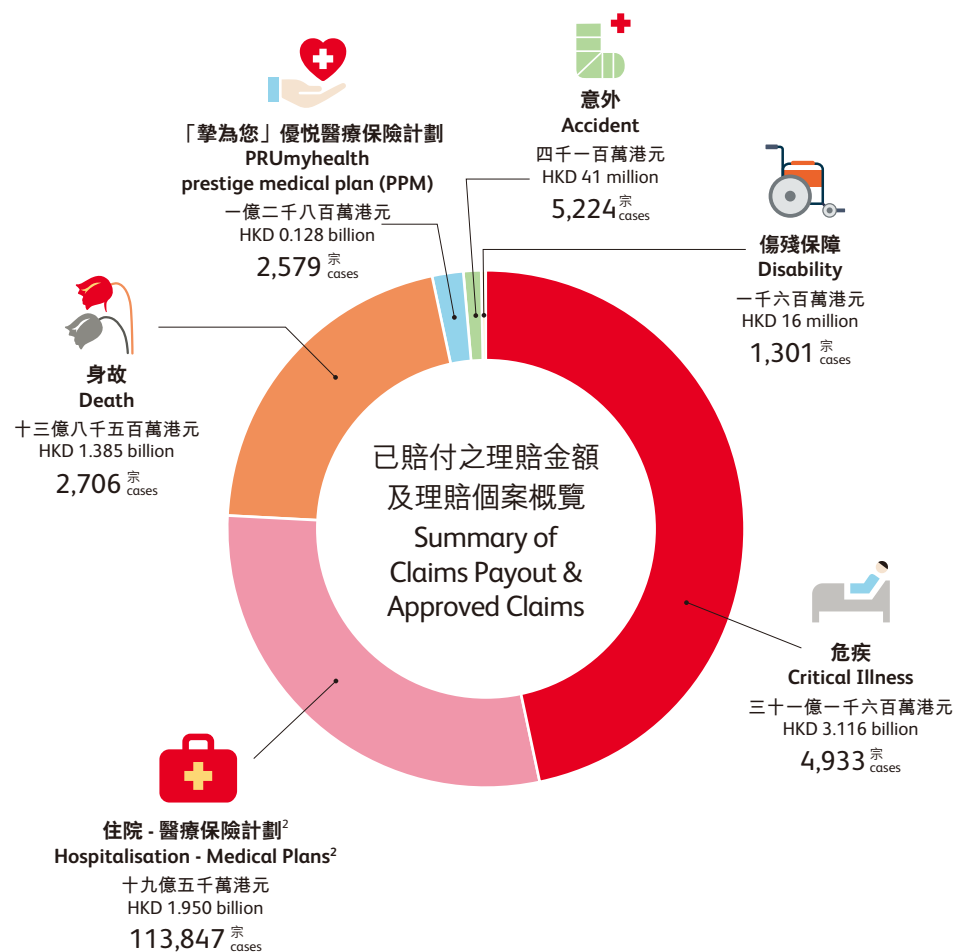 「摯為您」優悅醫療保險計劃
PRUmyhealth
prestige medical plan (PPM)
一億二千八百萬港元
HKD 0.128 billion
2,579 宗 cases
意外
Accident
四千一百萬港元
HKD 41 million
5,224 宗 cases
傷殘保障
Disability
一千六百萬港元
HKD 16 million
1,301 宗 cases
身故
Death
十三億八千五百萬港元
HKD 1.385 billion
2,706 宗 cases
已賠付之理賠金額
及理賠個案概覽
Summary of
Claims Payout &
Approved Claims
危疾
Critical Illness
三十一億一千六百萬港元
HKD 3.116 billion
4,933 宗 cases
住院 - 醫療保險計劃2
Hospitalisation - Medical Plans2
十九億五千萬港元
HKD 1.950 billion
113,847 宗 cases